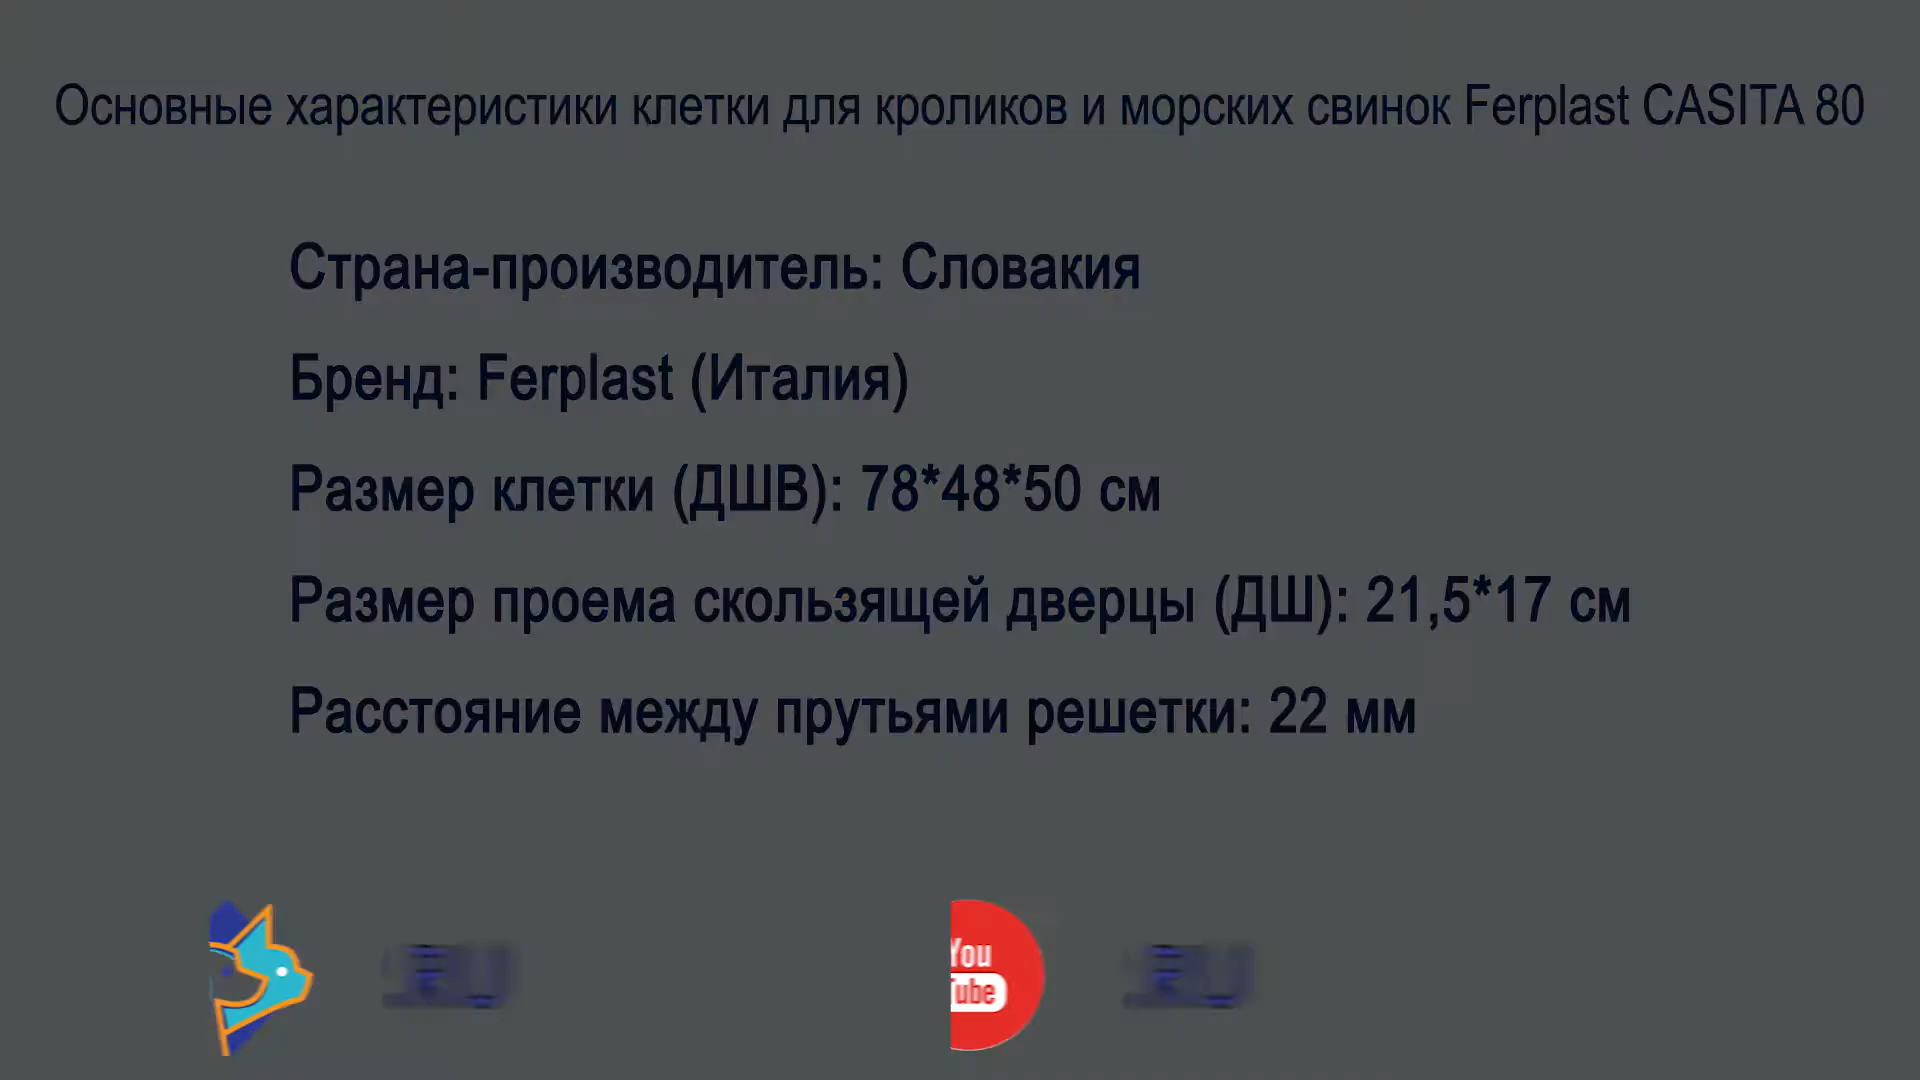 Основные характеристики клетки для кроликов и морских свинок Ferplast CASITA 80
Страна-производитель: Словакия
Бренд: Ferplast (Италия)
Размер клетки (ДШВ): 78*48*50 см
Размер проема скользящей дверцы (ДШ): 21,5*17 см
Расстояние между прутьями решетки: 22 мм
You
Tube